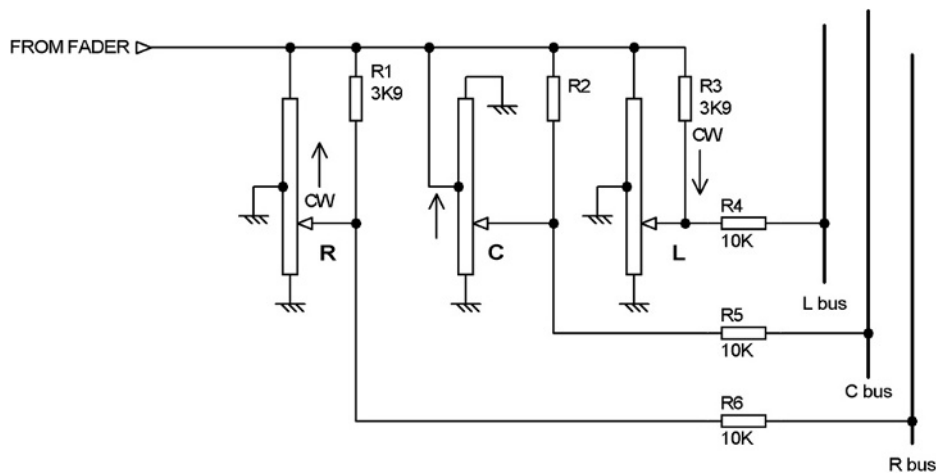 FROM FADER
R1
3K9
R2
R3
3K9
CW
CW
R
C
L
R4
10K
L bus
R5
10K
C bus
R6
10K
R bus